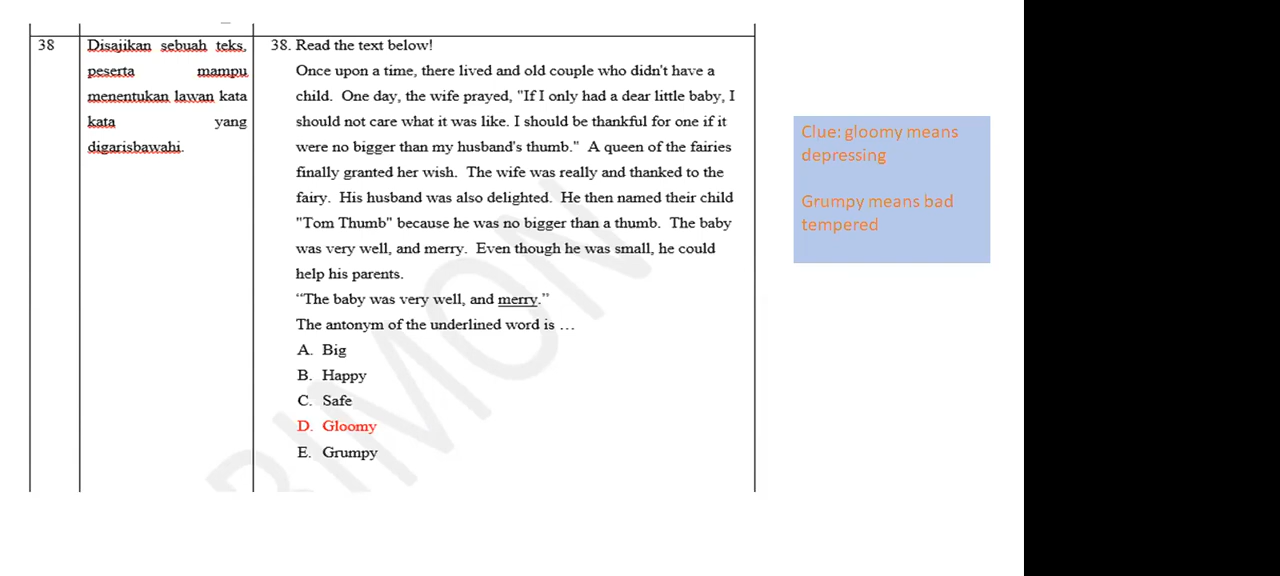 38
Disajikan sebuah teks,
peserta mampu
menentukan lawan kata
kata yang
digarisbawahi.
38. Read the text below!
Once upon a time, there lived and old couple who didn't have a
child. One day, the wife prayed, "If I only had a dear little baby, I
should not care what it was like. I should be thankful for one if it
were no bigger than my husband's thumb." A queen of the fairies
finally granted her wish. The wife was really and thanked to the
fairy. His husband was also delighted. He then named their child
"Tom Thumb" because he was no bigger than a thumb. The baby
was very well, and merry. Even though he was small, he could
help his parents.
“The baby was very well, and merry.”
The antonym of the underlined word is …
A. Big
B. Happy
C. Safe
D. Gloomy
E. Grumpy
Clue: gloomy means
depressing
Grumpy means bad
tempered
BIMON